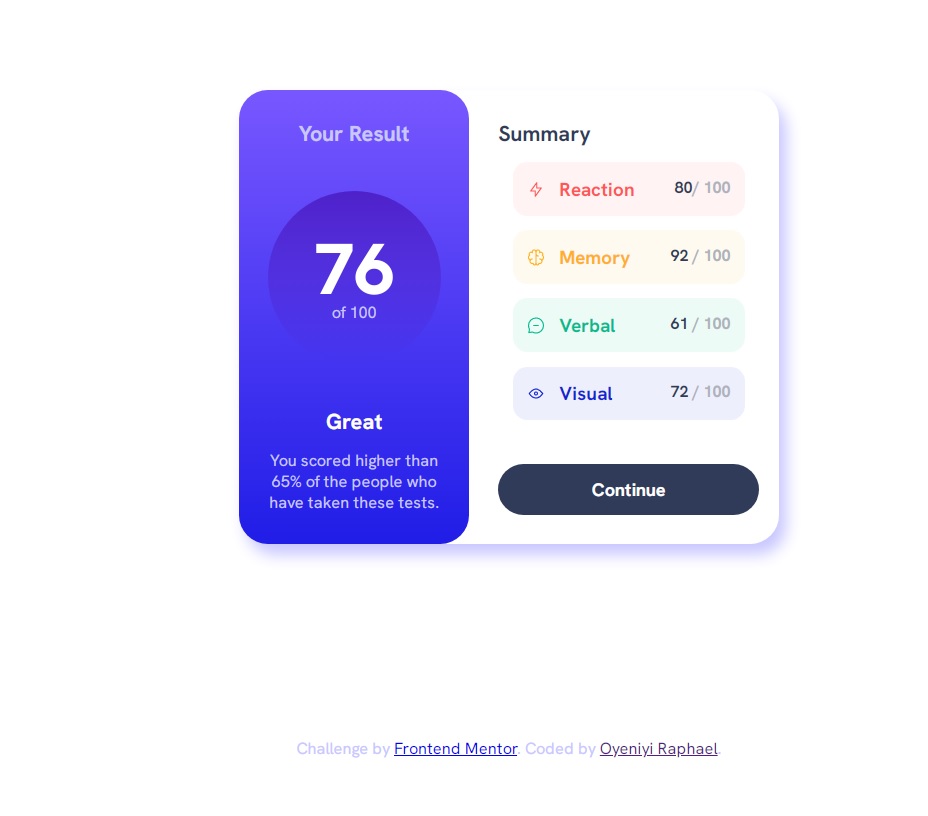 Your Result
76
of 100
Great
You scored higher than
65% of the people who
have taken these tests.
Summary
Reaction 80/ 100
Memory 92 / 100
Verbal 61 / 100
Visual 72 / 100
Continue
Challenge by Frontend Mentor. Coded by Oyeniyi Raphael.